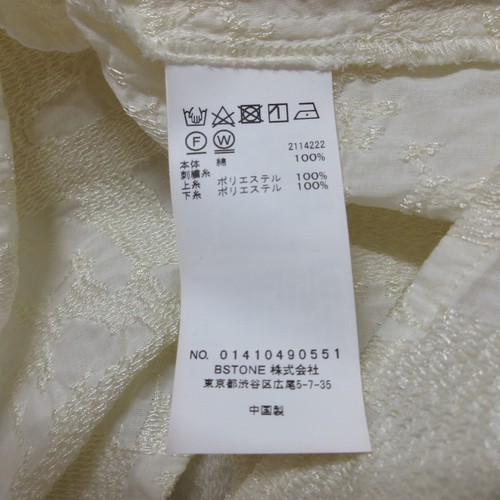 F W
2114222
本体 綿 100%
刺繍糸
上糸 ポリエステル 100%
下糸 ポリエステル 100%
NO. 01410490551
BSTONE 株式会社
東京都渋谷区広尾5-7-35
中国製